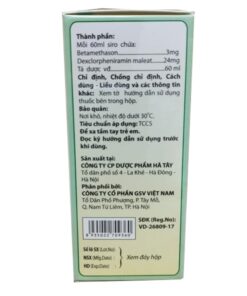 Thành phần:
Mỗi 60ml siro chứa:
Betamethason..........................3mg
Dexclorpheniramin maleat.............24mg
Tá dược vđ............................60 ml
Chỉ định, Chống chỉ định, Cách
dùng - Liều dùng và các thông tin
khác: Xem tờ hướng dẫn sử dụng
thuốc bên trong hộp.
Bảo quản:
Nơi khô, nhiệt độ dưới 30°C.
Tiêu chuẩn áp dụng: TCCS
Để xa tầm tay trẻ em.
Đọc kỹ hướng dẫn sử dụng trước
khi dùng.
Sản xuất tại:
CÔNG TY CP DƯỢC PHẨM HÀ TÂY
Tổ dân phố số 4 - La Khê - Hà Đông -
Hà Nội
Phân phối bởi:
CÔNG TY CỔ PHẦN GSV VIỆT NAM
Tổ Dân Phố Phượng, P. Tây Mỗ,
Q. Nam Từ Liêm, TP. Hà Nội
SĐK (Reg.No):
VD-26809-17
Số lô SX (Lot.No):
NSX (Mfg.Date):
HD (Exp.Date):
Xem đáy hộp